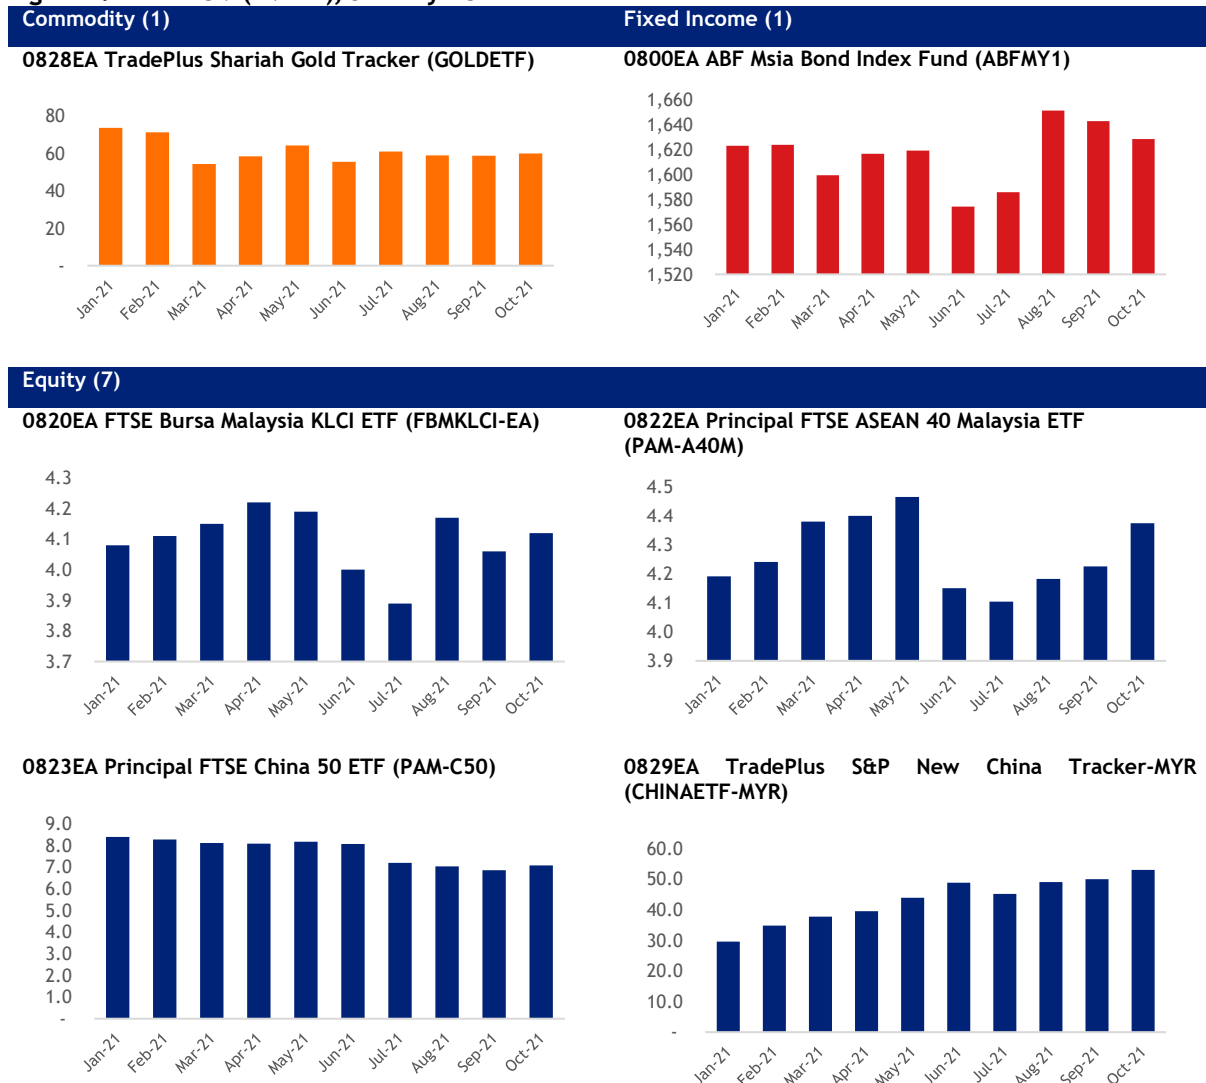 Commodity (1)
Fixed Income (1)
0828EA TradePlus Shariah Gold Tracker (GOLDETF)
80
60
40
20
-
Jan-21
Feb-21
Mar-21
Apr-21
May-21
Jun-21
Jul-21
Aug-21
Sep-21
Oct-21
0800EA ABF Msia Bond Index Fund (ABFMY1)
1,660
1,640
1,620
1,600
1,580
1,560
1,540
1,520
Jan-21
Feb-21
Mar-21
Apr-21
May-21
Jun-21
Jul-21
Aug-21
Sep-21
Oct-21
Equity (7)
0820EA FTSE Bursa Malaysia KLCI ETF (FBMKLCI-EA)
4.3
4.2
4.1
4.0
3.9
3.8
3.7
Jan-21
Feb-21
Mar-21
Apr-21
May-21
Jun-21
Jul-21
Aug-21
Sep-21
Oct-21
0822EA Principal FTSE ASEAN 40 Malaysia ETF
(PAM-A40M)
4.5
4.4
4.3
4.2
4.1
4.0
3.9
Jan-21
Feb-21
Mar-21
Apr-21
May-21
Jun-21
Jul-21
Aug-21
Sep-21
Oct-21
0823EA Principal FTSE China 50 ETF (PAM-C50)
9.0
8.0
7.0
6.0
5.0
4.0
3.0
2.0
1.0
-
Jan-21
Feb-21
Mar-21
Apr-21
May-21
Jun-21
Jul-21
Aug-21
Sep-21
Oct-21
0829EA TradePlus S&P New China Tracker-MYR
(CHINAETF-MYR)
60.0
50.0
40.0
30.0
20.0
10.0
-
Jan-21
Feb-21
Mar-21
Apr-21
May-21
Jun-21
Jul-21
Aug-21
Sep-21
Oct-21